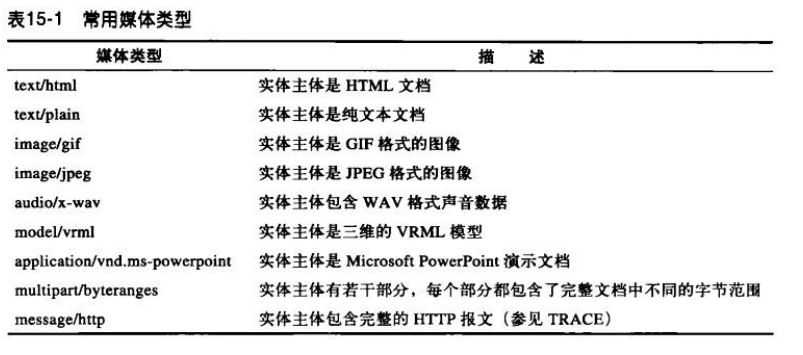 表15-1 常用媒体类型
媒体类型 描 述
text/html 实体主体是 HTML 文档
text/plain 实体主体是纯文本文档
image/gif 实体主体是 GIF 格式的图像
image/jpeg 实体主体是 JPEG 格式的图像
audio/x-wav 实体主体包含 WAV 格式声音数据
model/vrml 实体主体是三维的 VRML 模型
application/vnd.ms-powerpoint 实体主体是 Microsoft PowerPoint 演示文档
multipart/byteranges 实体主体有若干部分，每个部分都包含了完整文档中不同的字节范围
message/http 实体主体包含完整的 HTTP 报文（参见 TRACE）